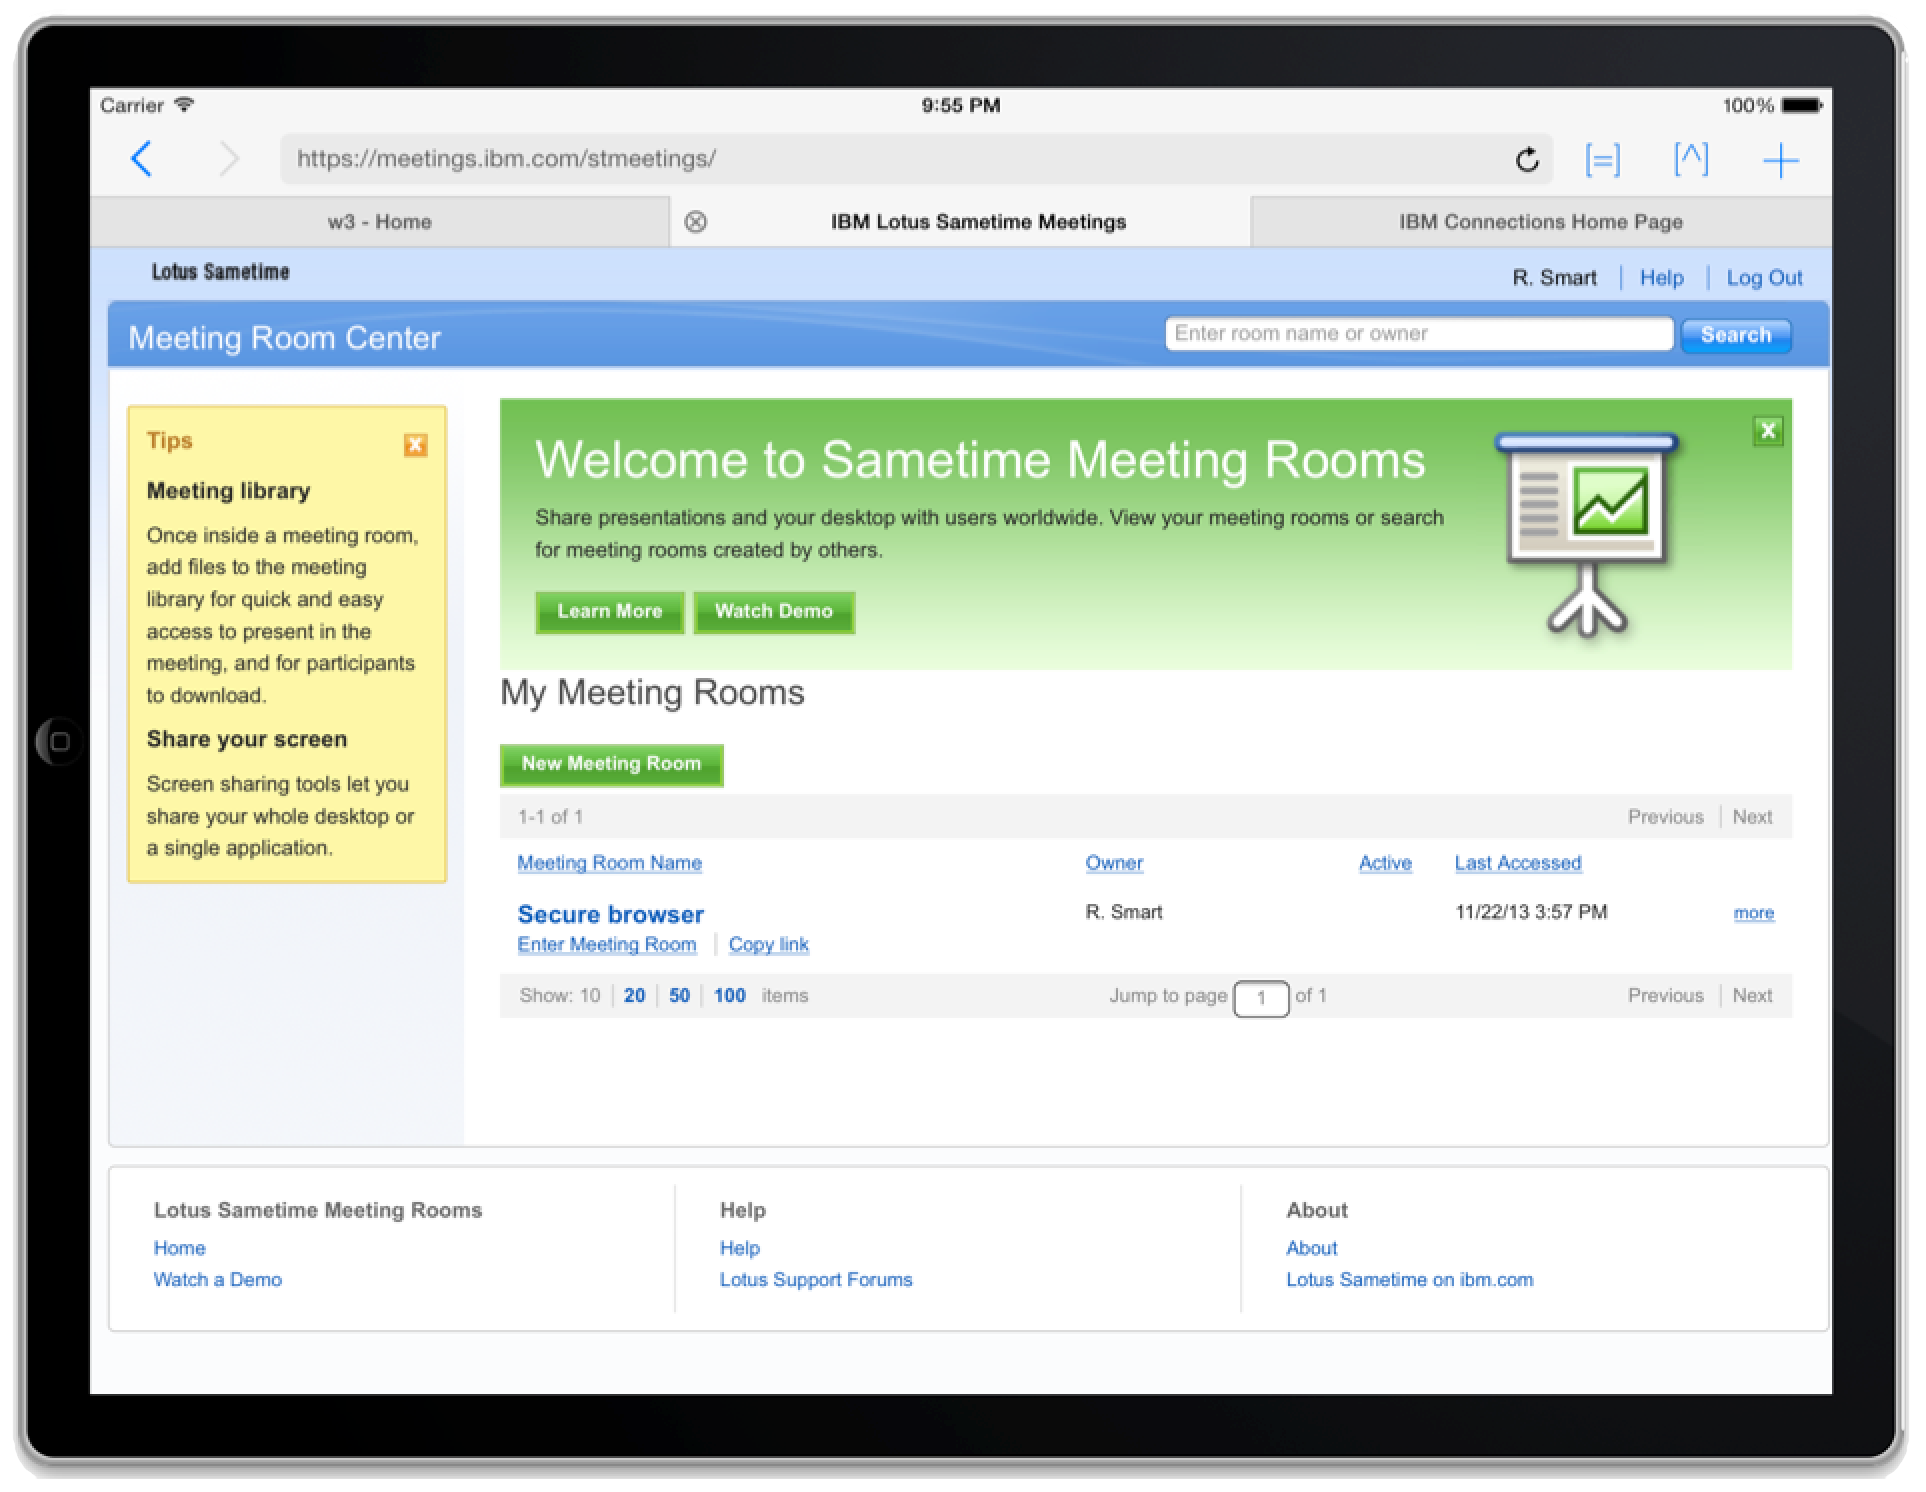 Carrier 9:55 PM 100%
https://meetings.ibm.com/stmeetings/ [=] [^] +
w3 - Home IBM Lotus Sametime Meetings IBM Connections Home Page
Lotus Sametime R. Smart | Help | Log Out
Meeting Room Center Enter room name or owner Search
Tips
Meeting library
Once inside a meeting room,
add files to the meeting
library for quick and easy
access to present in the
meeting, and for participants
to download.
Share your screen
Screen sharing tools let you
share your whole desktop or
a single application.
Welcome to Sametime Meeting Rooms
Share presentations and your desktop with users worldwide. View your meeting rooms or search
for meeting rooms created by others.
Learn More Watch Demo
My Meeting Rooms
New Meeting Room
1-1 of 1 Previous | Next
Meeting Room Name Owner Active Last Accessed
Secure browser R. Smart 11/22/13 3:57 PM more
Enter Meeting Room | Copy link
Show: 10 | 20 | 50 | 100 items Jump to page 1 of 1 Previous | Next
Lotus Sametime Meeting Rooms
Home
Watch a Demo
Help
Help
Lotus Support Forums
About
About
Lotus Sametime on ibm.com